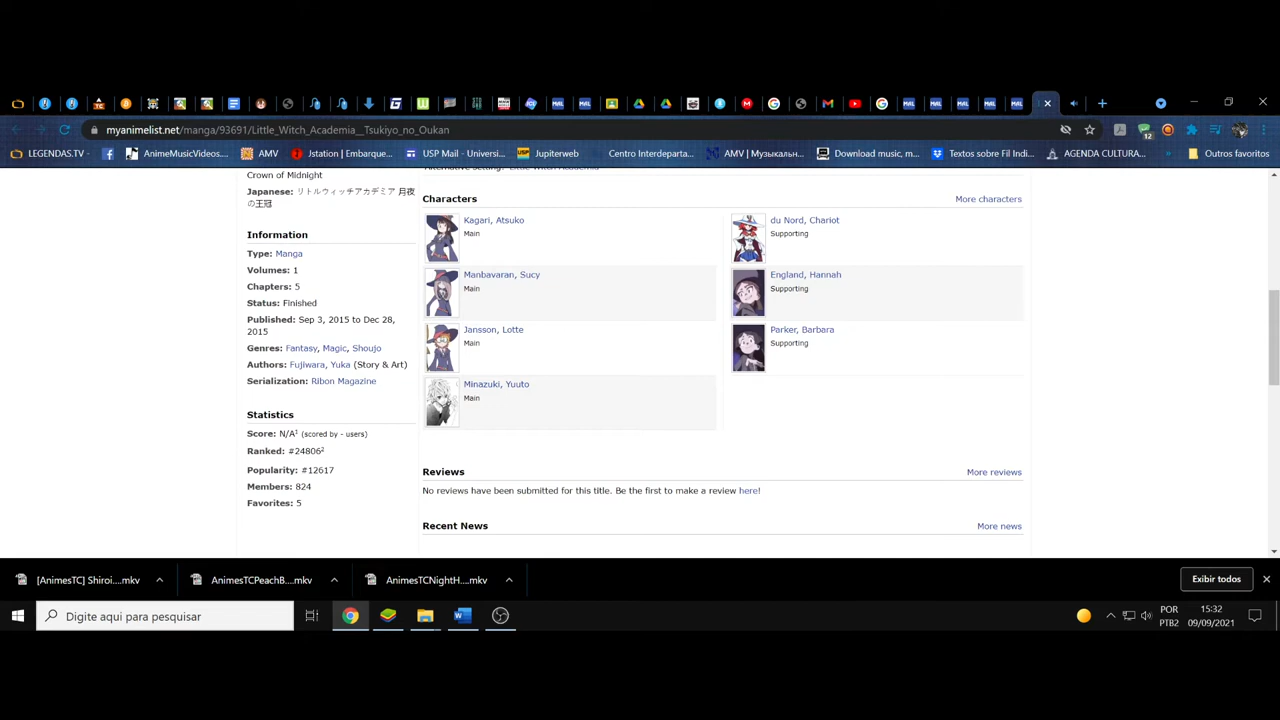 myanimelist.net/manga/93691/Little_Witch_Academia__Tsukiyo_no_Oukan
LEGENDAS.TV - AnimeMusicVideos... AMV Jstation | Embarque... USP Mail - Universi... Jupiterweb Centro Interdeparta... AMV | Музыкальн... Download music, m... Textos sobre Fil Indi... AGENDA CULTURA... » Outros favoritos
Crown of Midnight
Japanese: リトルウィッチアカデミア 月夜
の王冠
Information
Type: Manga
Volumes: 1
Chapters: 5
Status: Finished
Published: Sep 3, 2015 to Dec 28,
2015
Genres: Fantasy, Magic, Shoujo
Authors: Fujiwara, Yuka (Story & Art)
Serialization: Ribon Magazine
Statistics
Score: N/A1 (scored by - users)
Ranked: #248062
Popularity: #12617
Members: 824
Favorites: 5
Alternative setting: Little Witch Academia
Characters More characters
Kagari, Atsuko
Main
Manbavaran, Sucy
Main
Jansson, Lotte
Main
Minazuki, Yuuto
Main
du Nord, Chariot
Supporting
England, Hannah
Supporting
Parker, Barbara
Supporting
Reviews More reviews
No reviews have been submitted for this title. Be the first to make a review here!
Recent News More news
[AnimesTC] Shiroi....mkv AnimesTCPeachB....mkv AnimesTCNightH....mkv Exibir todos
Digite aqui para pesquisar
POR 15:32
PTB2 09/09/2021